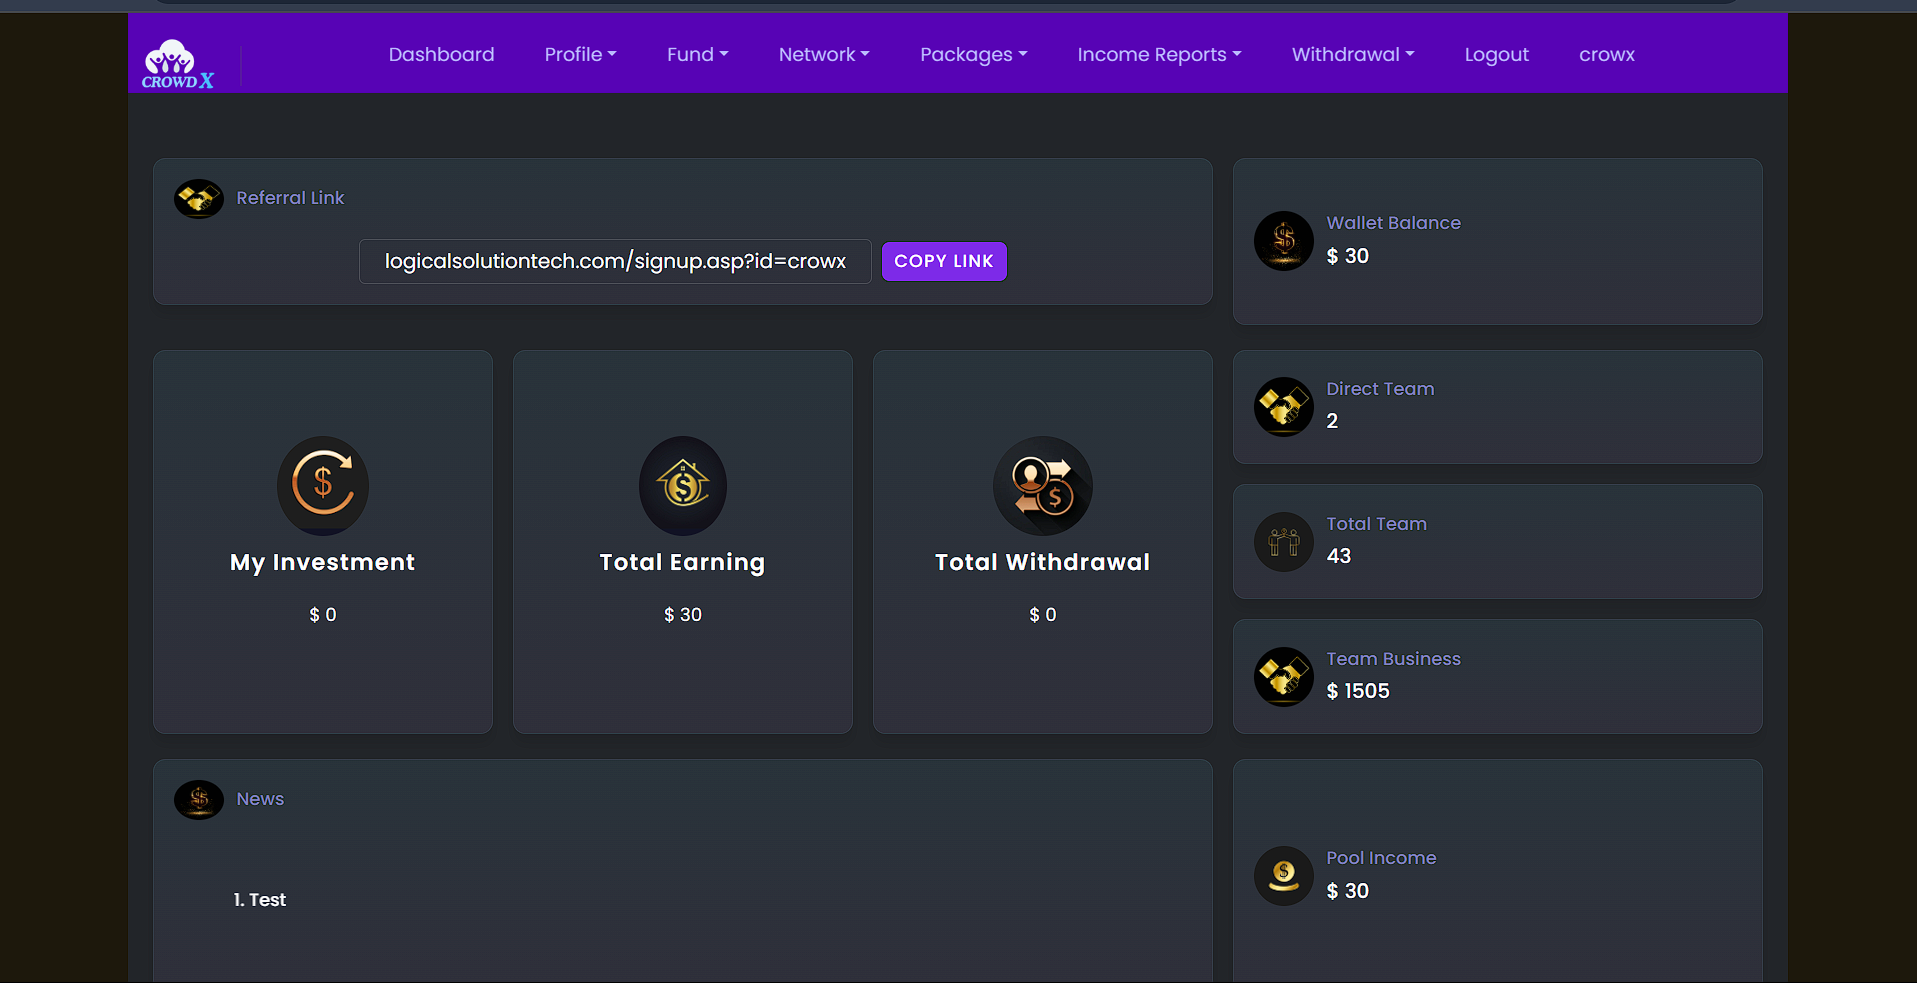 CROWD X
Dashboard
Profile
Fund
Network
Packages
Income Reports
Withdrawal
Logout
crowx
Referral Link
logicalsolutiontech.com/signup.asp?id=crowx
COPY LINK
Wallet Balance
$ 30
My Investment
$ 0
Total Earning
$ 30
Total Withdrawal
$ 0
Direct Team
2
Total Team
43
Team Business
$ 1505
News
1. Test
Pool Income
$ 30